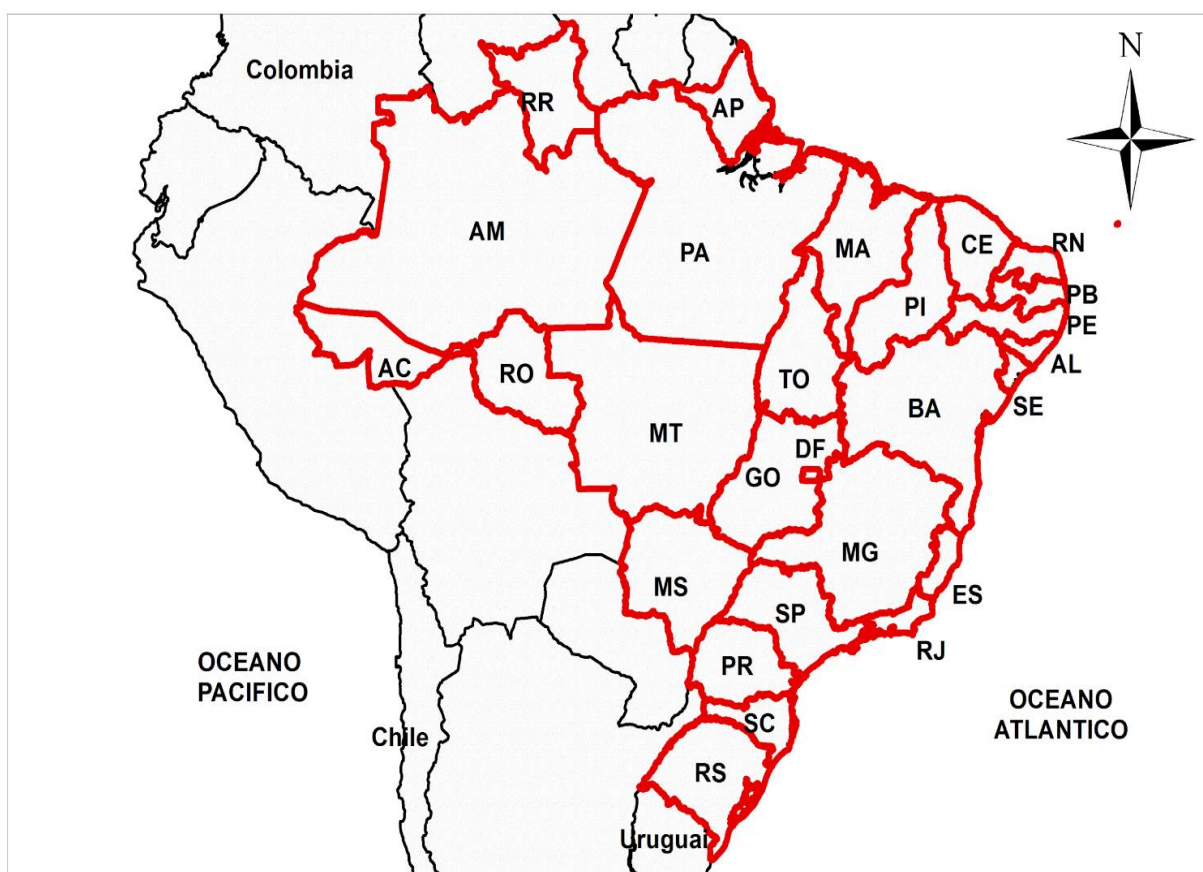 N
Colombia
RR
AP
AM
PA
MA
CE
RN
PI
PB
PE
AC
RO
TO
AL
BA
SE
MT
DF
GO
MG
MS
ES
SP
RJ
OCEANO
PACIFICO
PR
OCEANO
ATLANTICO
SC
Chile
RS
Uruguai